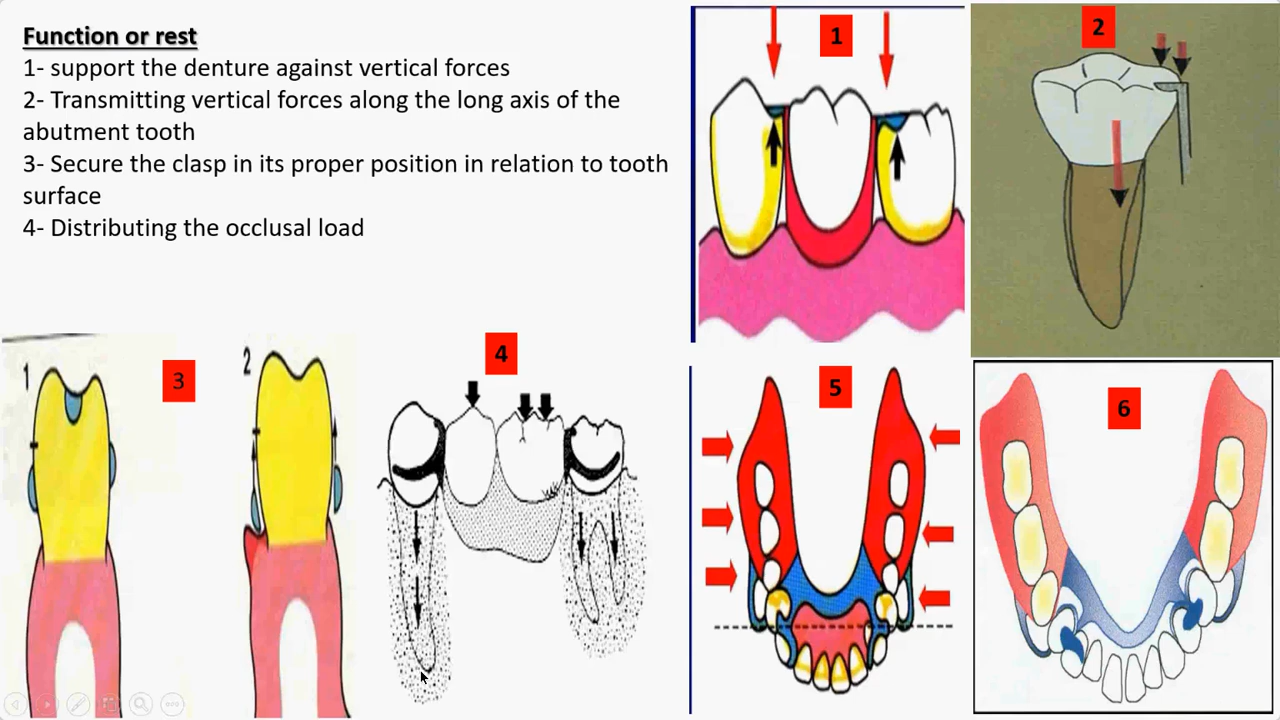 Function or rest
1- support the denture against vertical forces
2- Transmitting vertical forces along the long axis of the
abutment tooth
3- Secure the clasp in its proper position in relation to tooth
surface
4- Distributing the occlusal load
1
2
1
3
2
4
5
6